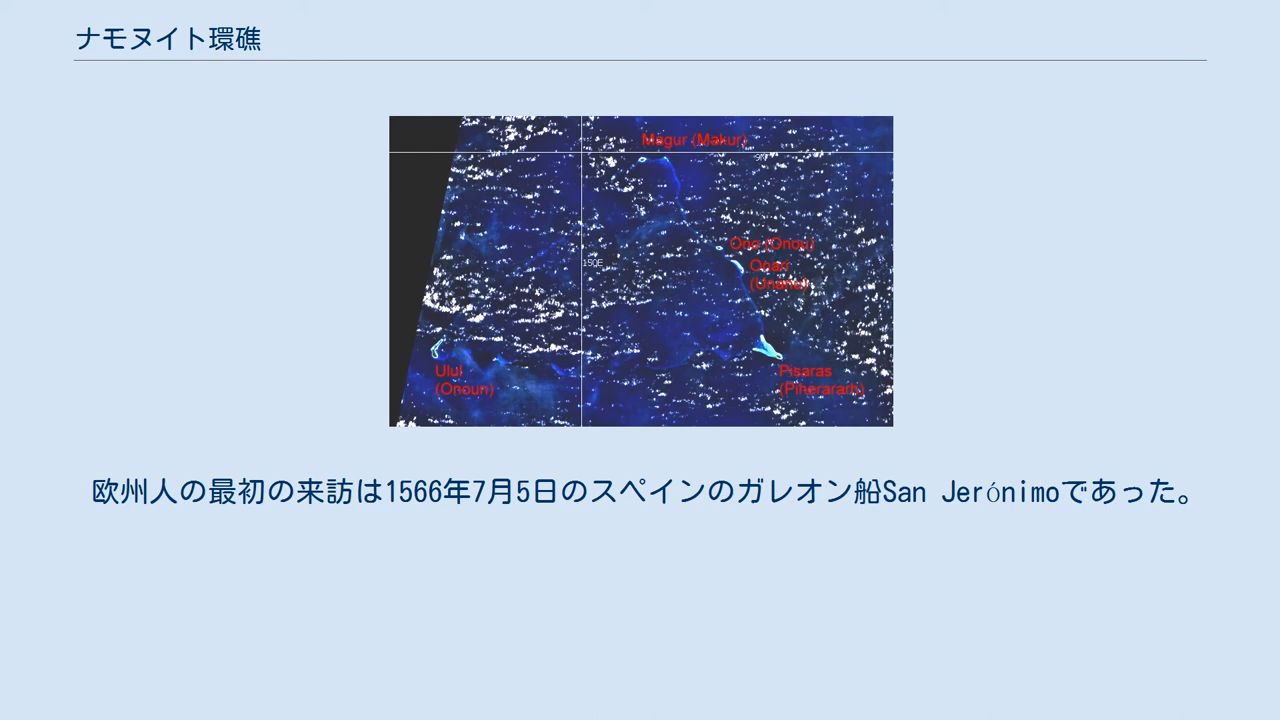 ナモヌイト環礁
Magur (Makur)
Ono (Onou)
150E
Onari
(Unanu)
Ulul
(Onoun)
Pisaras
(Piherarah)
欧州人の最初の来訪は1566年7月5日のスペインのガレオン船San Jerónimoであった。